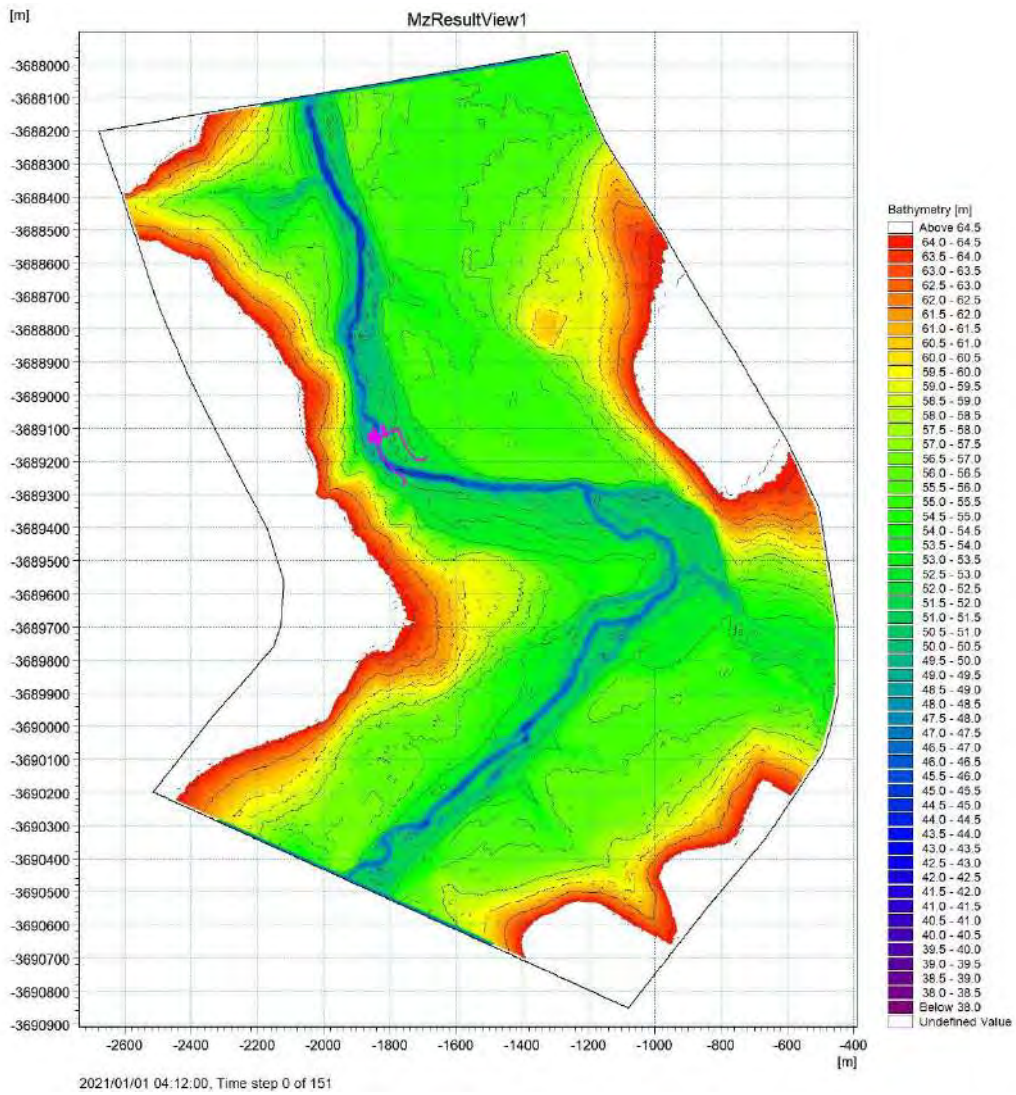 [m]
MzResultView1
-3688000
-3688100
-3688200
-3688300
-3688400
-3688500
-3688600
-3688700
-3688800
-3688900
-3689000
-3689100
-3689200
-3689300
-3689400
-3689500
-3689600
-3689700
-3689800
-3689900
-3690000
-3690100
-3690200
-3690300
-3690400
-3690500
-3690600
-3690700
-3690800
-3690900
-2600 -2400 -2200 -2000 -1800 -1600 -1400 -1200 -1000 -800 -600 -400
[m]
2021/01/01 04:12:00, Time step 0 of 151
Bathymetry [m]
Above 64.5
64.0 - 64.5
63.5 - 64.0
63.0 - 63.5
62.5 - 63.0
62.0 - 62.5
61.5 - 62.0
61.0 - 61.5
60.5 - 61.0
60.0 - 60.5
59.5 - 60.0
59.0 - 59.5
58.5 - 59.0
58.0 - 58.5
57.5 - 58.0
57.0 - 57.5
56.5 - 57.0
56.0 - 56.5
55.5 - 56.0
55.0 - 55.5
54.5 - 55.0
54.0 - 54.5
53.5 - 54.0
53.0 - 53.5
52.5 - 53.0
52.0 - 52.5
51.5 - 52.0
51.0 - 51.5
50.5 - 51.0
50.0 - 50.5
49.5 - 50.0
49.0 - 49.5
48.5 - 49.0
48.0 - 48.5
47.5 - 48.0
47.0 - 47.5
46.5 - 47.0
46.0 - 46.5
45.5 - 46.0
45.0 - 45.5
44.5 - 45.0
44.0 - 44.5
43.5 - 44.0
43.0 - 43.5
42.5 - 43.0
42.0 - 42.5
41.5 - 42.0
41.0 - 41.5
40.5 - 41.0
40.0 - 40.5
39.5 - 40.0
39.0 - 39.5
38.5 - 39.0
38.0 - 38.5
Below 38.0
Undefined Value